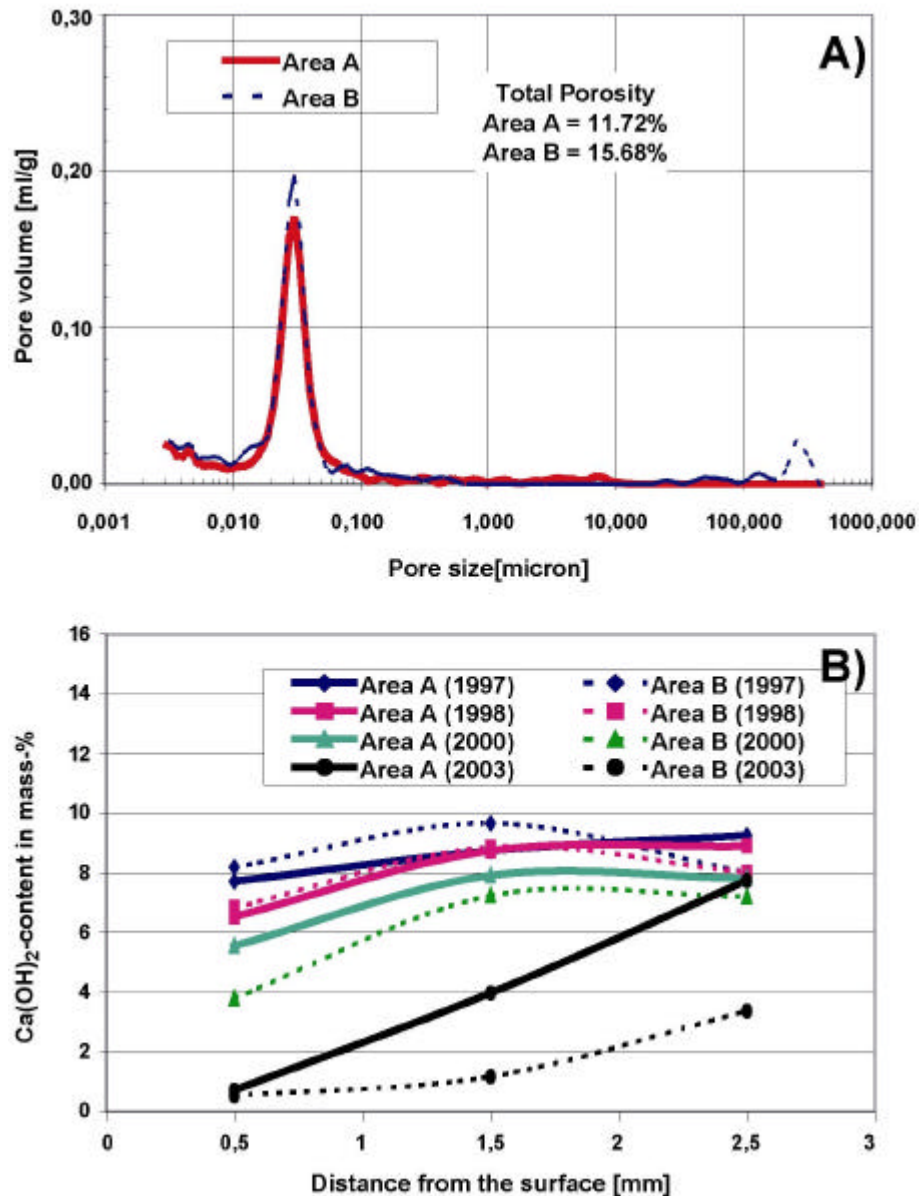 A)
0,30
0,20
0,10
0,00
Pore volume [ml/g]
Area A
Area B
Total Porosity
Area A = 11.72%
Area B = 15.68%
0,001 0,010 0,100 1,000 10,000 100,000 1000,000
Pore size[micron]
B)
16
14
12
10
8
6
4
2
0
Ca(OH)2-content in mass-%
Area A (1997) Area B (1997)
Area A (1998) Area B (1998)
Area A (2000) Area B (2000)
Area A (2003) Area B (2003)
0 0,5 1 1,5 2 2,5 3
Distance from the surface [mm]